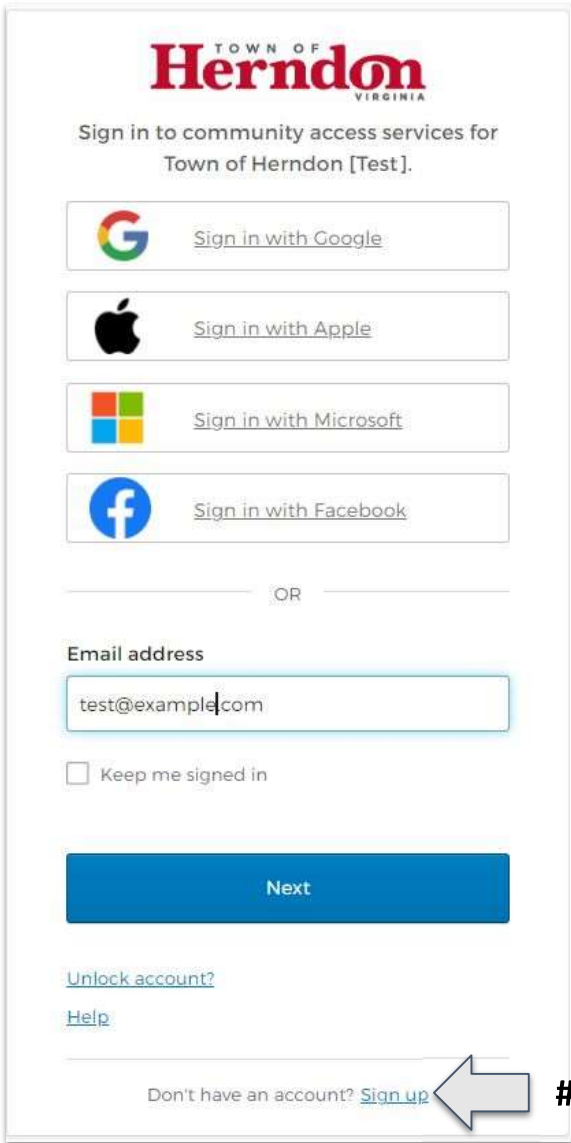 TOWN OF
Herndon
VIRGINIA
Sign in to community access services for
Town of Herndon [Test].
Sign in with Google
Sign in with Apple
Sign in with Microsoft
Sign in with Facebook
OR
Email address
test@example.com
Keep me signed in
Next
Unlock account?
Help
Don't have an account? Sign up
#